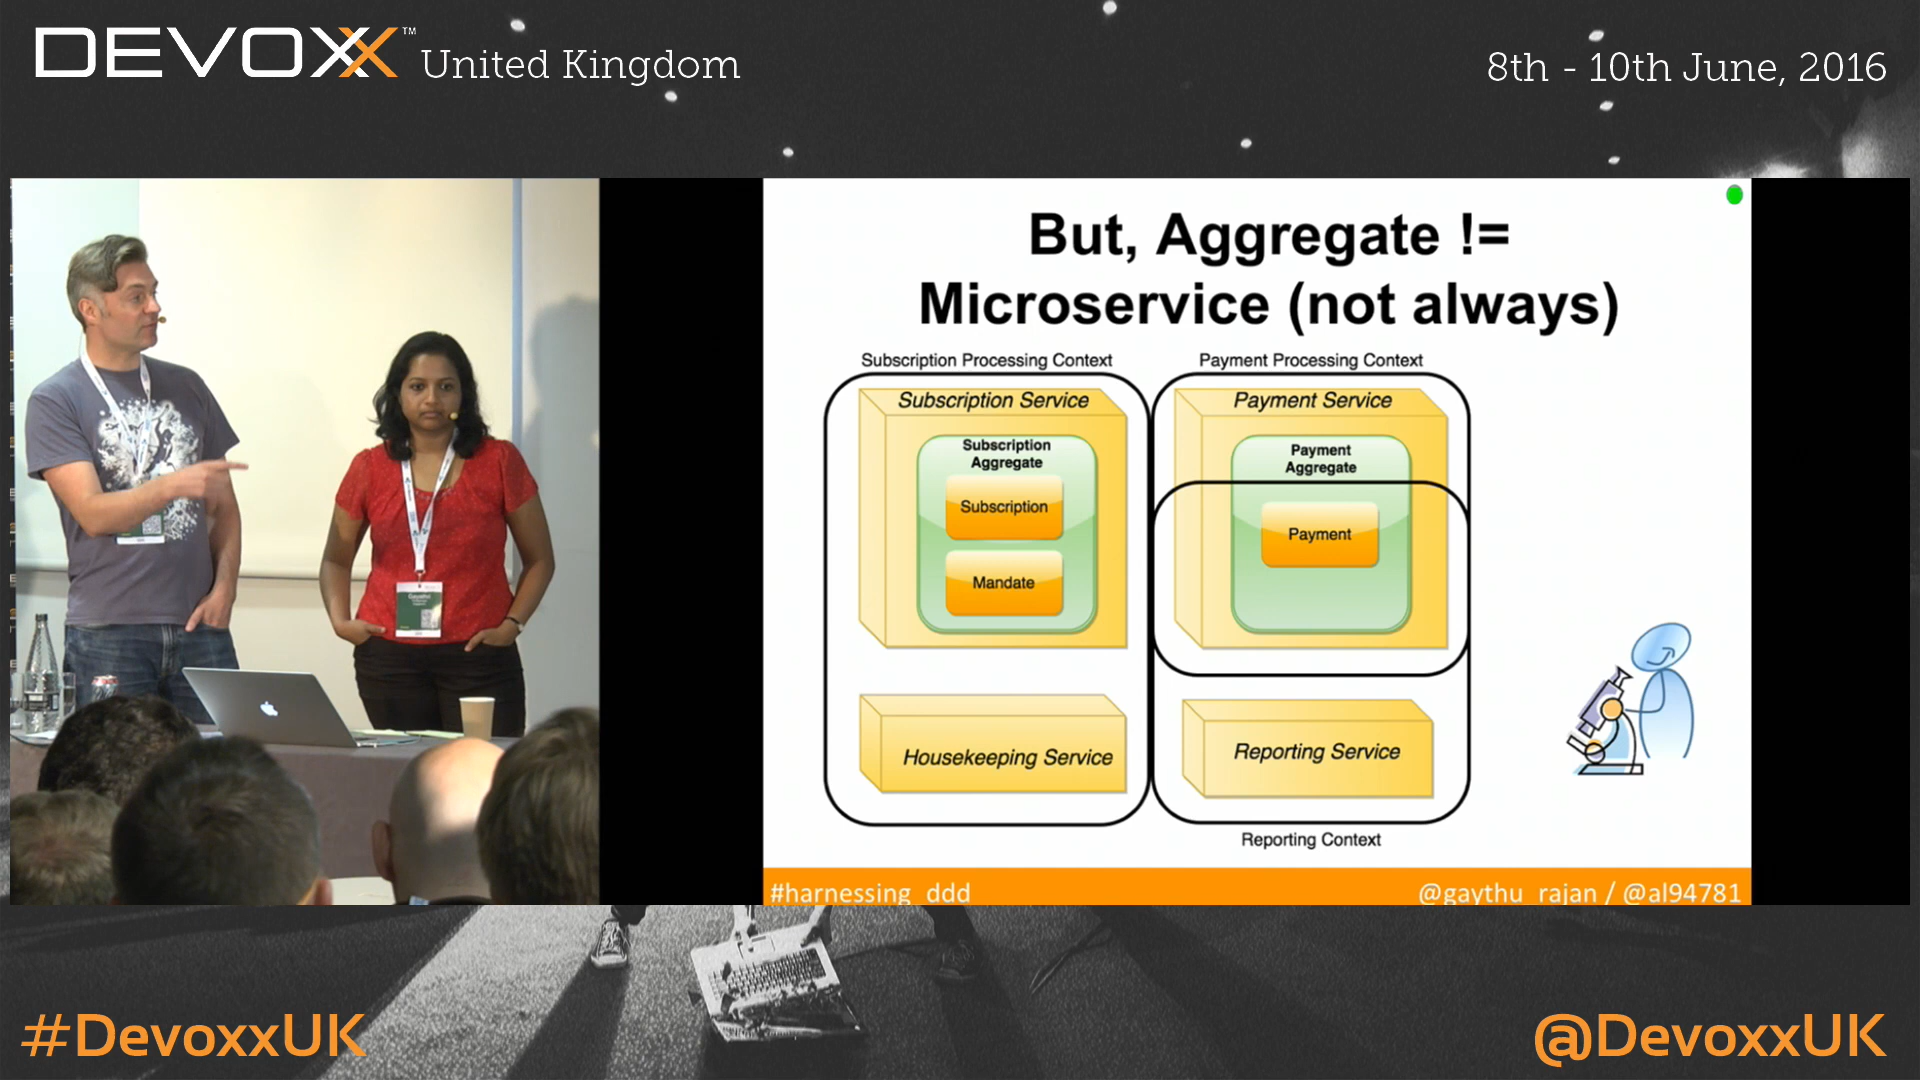 DEVOXX™ United Kingdom
8th - 10th June, 2016
But, Aggregate !=
Microservice (not always)
Subscription Processing Context
Payment Processing Context
Subscription Service
Payment Service
Subscription
Aggregate
Payment
Aggregate
Subscription
Payment
Mandate
Housekeeping Service
Reporting Service
Reporting Context
#harnessing_ddd
@gaythu_rajan / @al94781
#DevoxxUK
@DevoxxUK